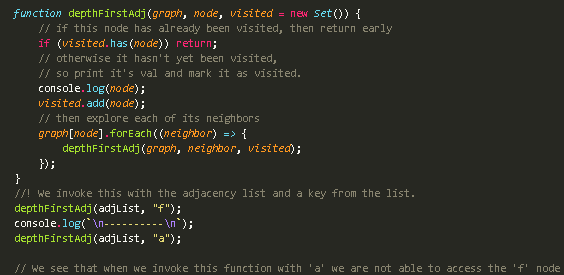 function depthFirstAdj(graph, node, visited = new Set()) {
// if this node has already been visited, then return early
if (visited.has(node)) return;
// otherwise it hasn't yet been visited,
// so print it's val and mark it as visited.
console.log(node);
visited.add(node);
// then explore each of its neighbors
graph[node].forEach((neighbor) => {
depthFirstAdj(graph, neighbor, visited);
});
}
//! We invoke this with the adjacency list and a key from the list.
depthFirstAdj(adjList, "f");
console.log(`\n----------\n`);
depthFirstAdj(adjList, "a");
// We see that when we invoke this function with 'a' we are not able to access the 'f' node